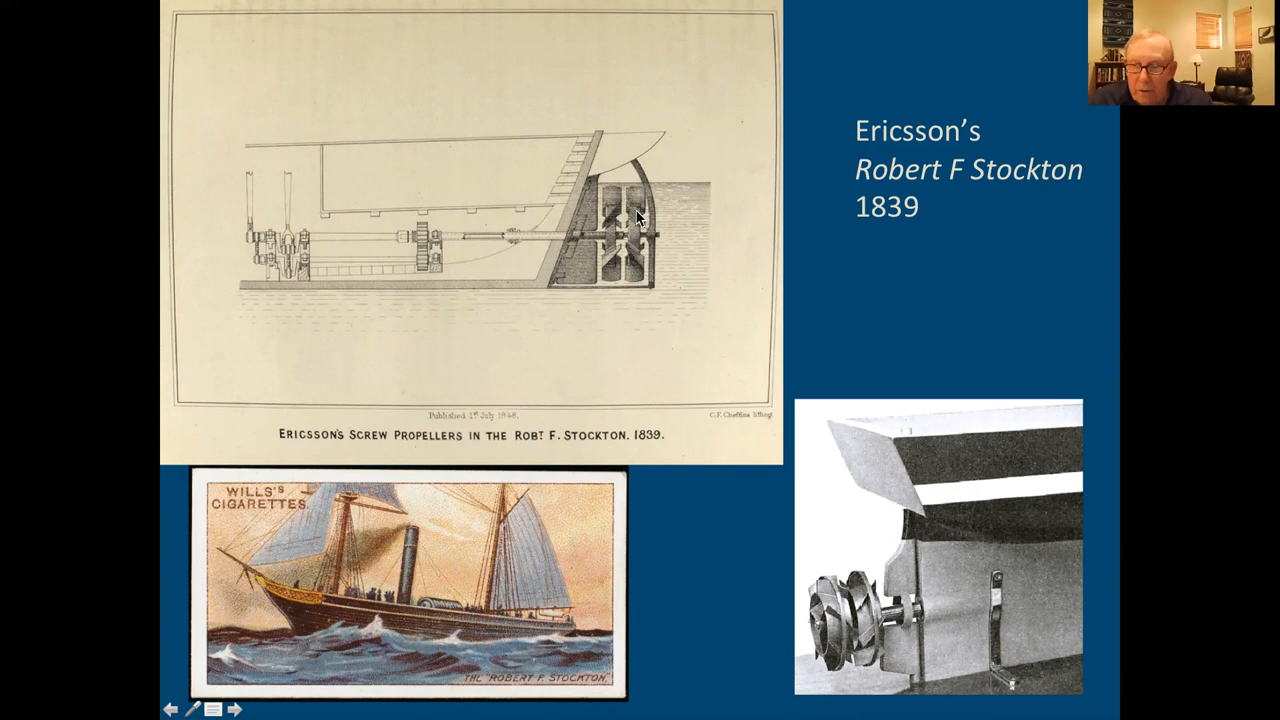 Ericsson's
Robert F Stockton
1839
Published 1st July 1848.
C.F. Cheffins lithog.
ERICSSON'S SCREW PROPELLERS IN THE ROBT F. STOCKTON. 1839.
WILLS'S
CIGARETTES.
THE "ROBERT F. STOCKTON."